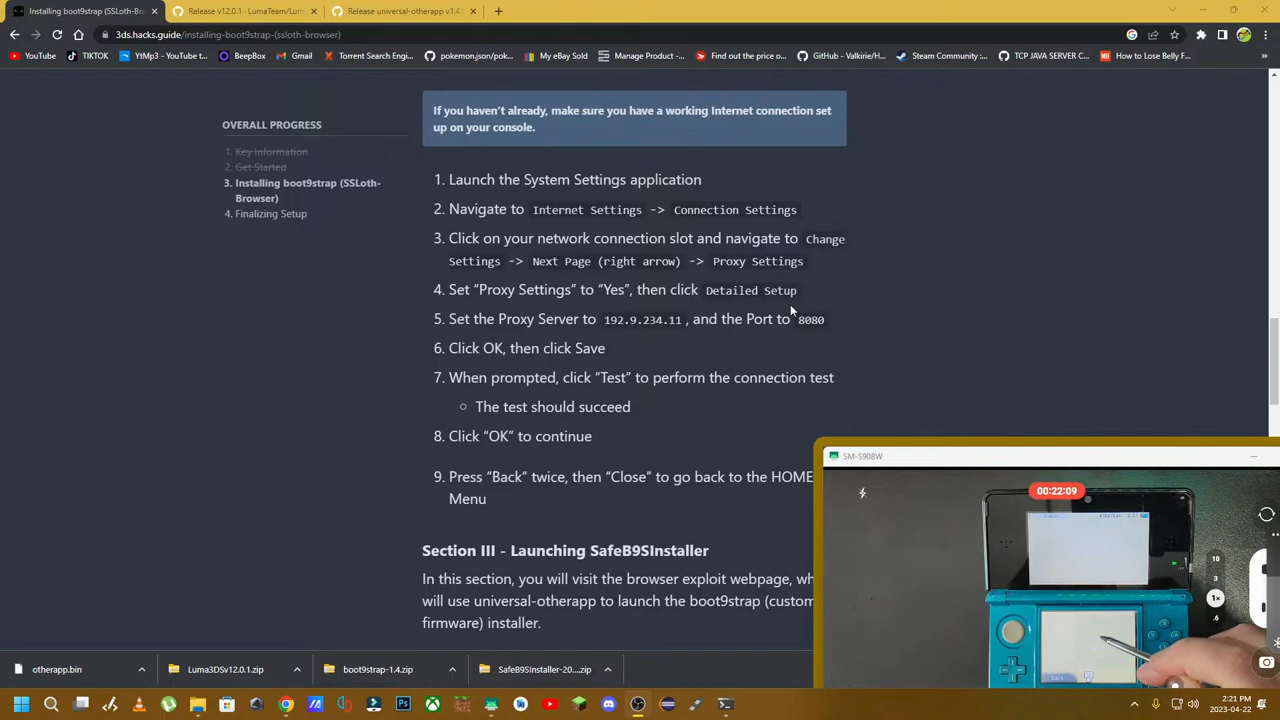 Installing boot9strap (SSLoth-Bro
Release v12.0.1 · LumaTeam/Lum
Release universal-otherapp v1.4.
3ds.hacks.guide/installing-boot9strap-(ssloth-browser)
YouTube
TIKTOK
YtMp3 - YouTube t...
BeepBox
Gmail
Torrent Search Engi...
pokemon.json/pok...
My eBay Sold
Manage Product -...
Find out the price o...
GitHub - Valkirie/H...
Steam Community :...
TCP JAVA SERVER C...
How to Lose Belly F...
OVERALL PROGRESS
1. Key Information
2. Get Started
3. Installing boot9strap (SSLoth-
Browser)
4. Finalizing Setup
If you haven't already, make sure you have a working Internet connection set
up on your console.
1. Launch the System Settings application
2. Navigate to Internet Settings -> Connection Settings
3. Click on your network connection slot and navigate to Change
Settings -> Next Page (right arrow) -> Proxy Settings
4. Set “Proxy Settings” to “Yes”, then click Detailed Setup
5. Set the Proxy Server to 192.9.234.11 , and the Port to 8080
6. Click OK, then click Save
7. When prompted, click “Test” to perform the connection test
The test should succeed
8. Click “OK” to continue
9. Press “Back” twice, then “Close” to go back to the HOME
Menu
Section III - Launching SafeB9SInstaller
In this section, you will visit the browser exploit webpage, wh
will use universal-otherapp to launch the boot9strap (custom
firmware) installer.
SM-S908W
00:22:09
10
3
1×
.6
Back
otherapp.bin
Luma3DSv12.0.1.zip
boot9strap-1.4.zip
SafeB9SInstaller-20....zip
2:21 PM
2023-04-22